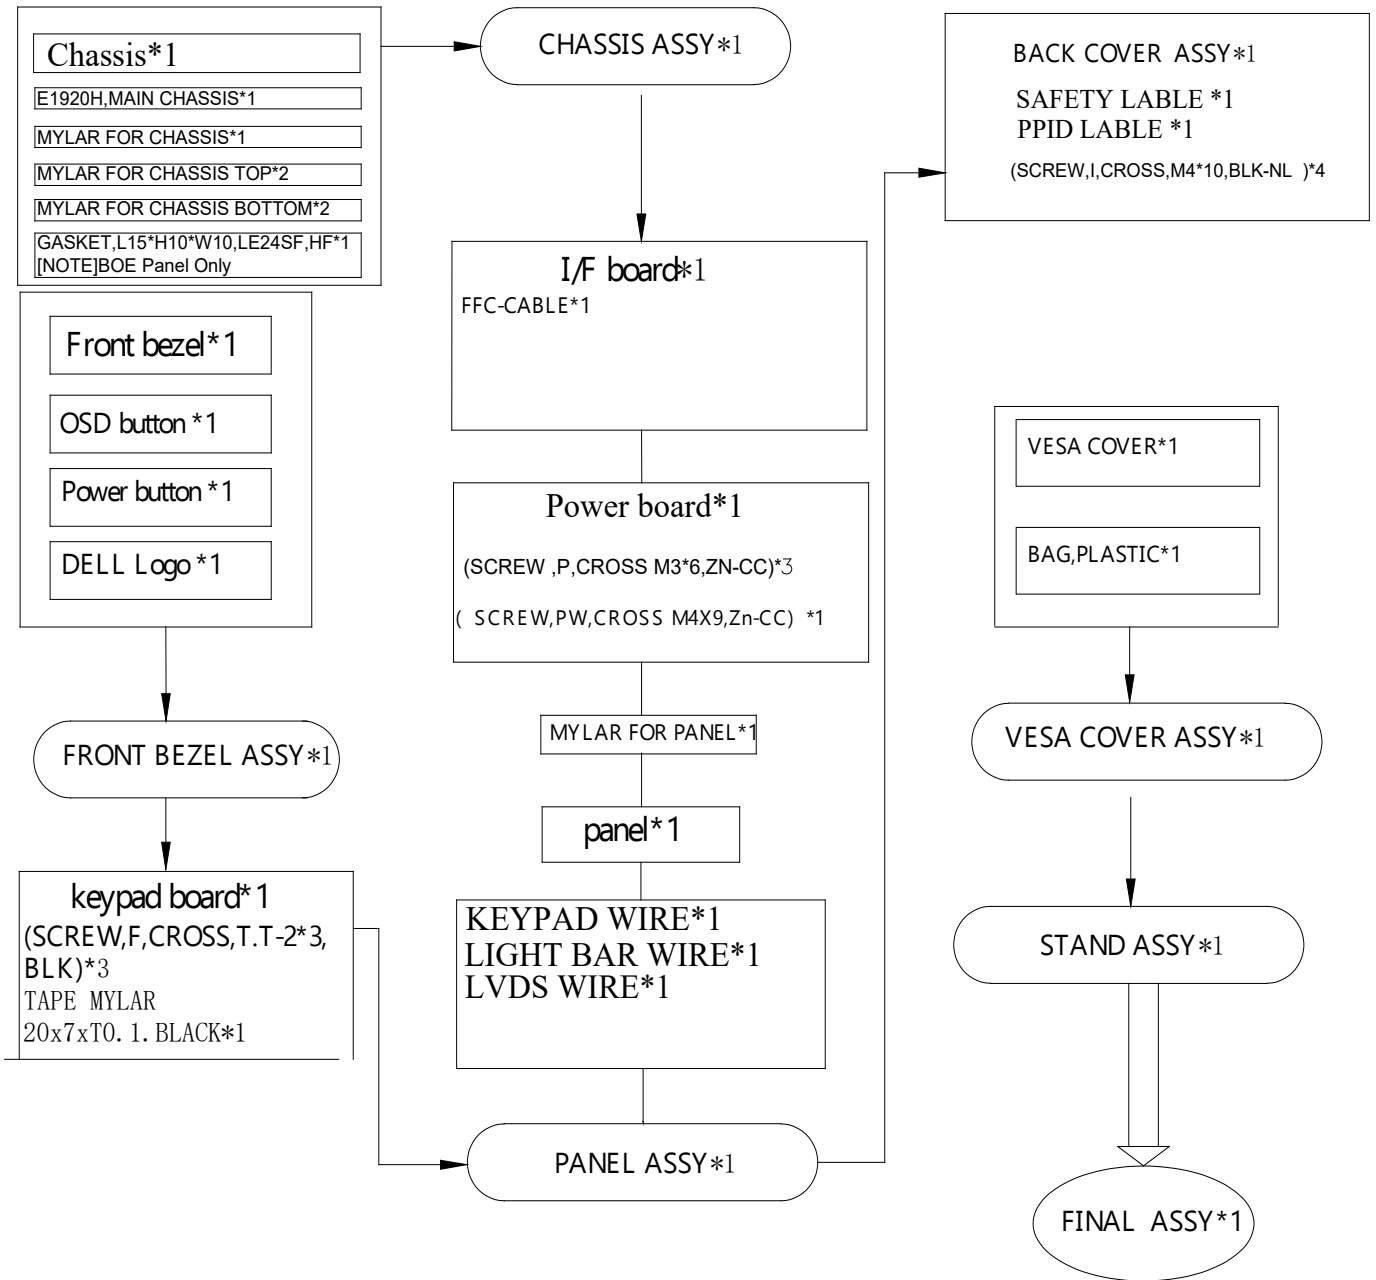 Chassis*1
E1920H,MAIN CHASSIS*1
MYLAR FOR CHASSIS*1
MYLAR FOR CHASSIS TOP*2
MYLAR FOR CHASSIS BOTTOM*2
GASKET,L15*H10*W10,LE24SF,HF*1
[NOTE]BOE Panel Only
Front bezel*1
OSD button *1
Power button *1
DELL Logo *1
FRONT BEZEL ASSY*1
keypad board*1
(SCREW,F,CROSS,T.T-2*3,
BLK)*3
TAPE MYLAR
20x7xT0.1.BLACK*1
CHASSIS ASSY*1
I/F board*1
FFC-CABLE*1
Power board*1
(SCREW ,P,CROSS M3*6,ZN-CC)*3
( SCREW,PW,CROSS M4X9,Zn-CC) *1
MYLAR FOR PANEL*1
panel*1
KEYPAD WIRE*1
LIGHT BAR WIRE*1
LVDS WIRE*1
PANEL ASSY*1
BACK COVER ASSY*1
SAFETY LABLE *1
PPID LABLE *1
(SCREW,I,CROSS,M4*10,BLK-NL )*4
VESA COVER*1
BAG,PLASTIC*1
VESA COVER ASSY*1
STAND ASSY*1
FINAL ASSY*1